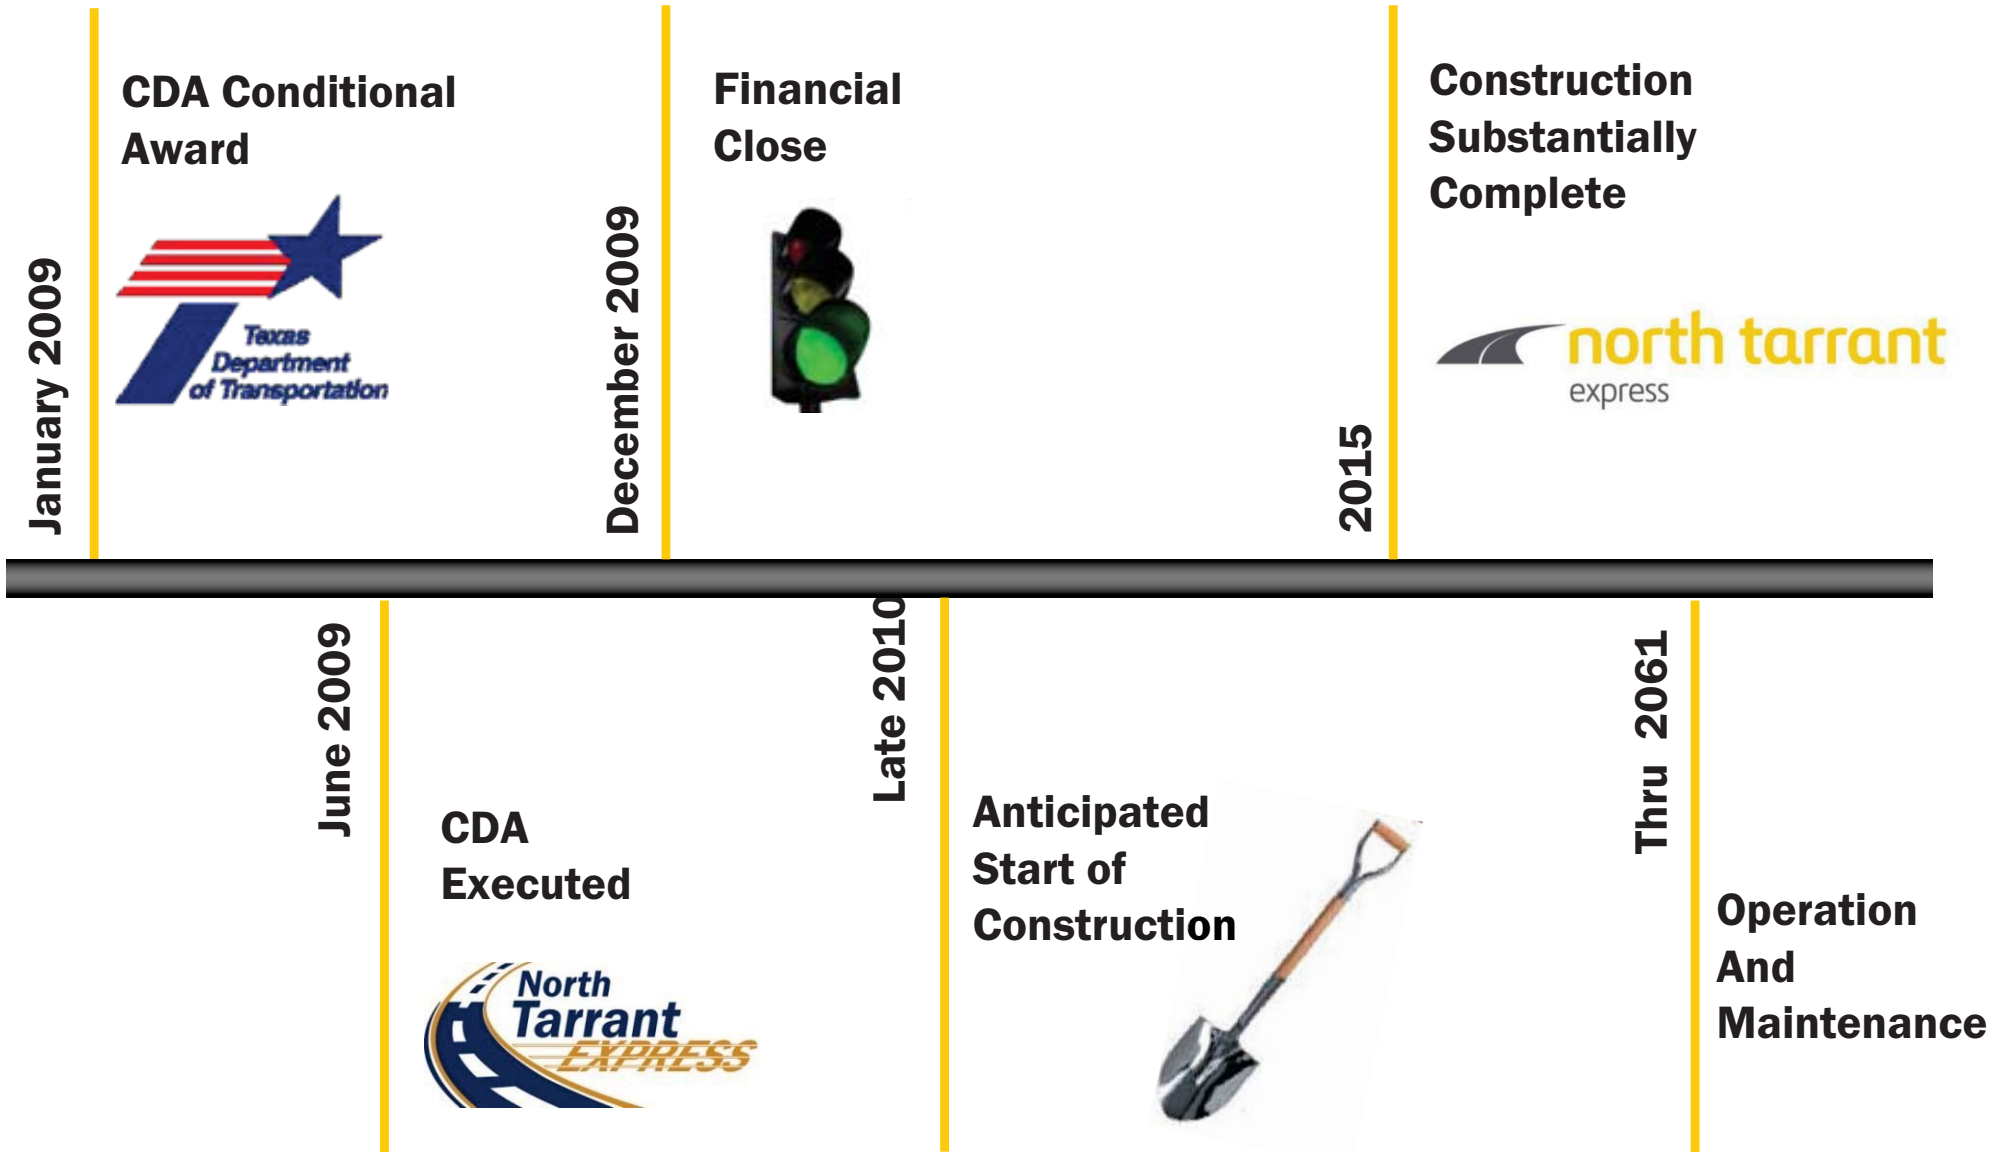 January 2009
CDA Conditional
Award
Texas
Department
of Transportation
June 2009
CDA
Executed
North
Tarrant
EXPRESS
December 2009
Financial
Close
Late 2010
Anticipated
Start of
Construction
2015
Construction
Substantially
Complete
north tarrant
express
Thru 2061
Operation
And
Maintenance